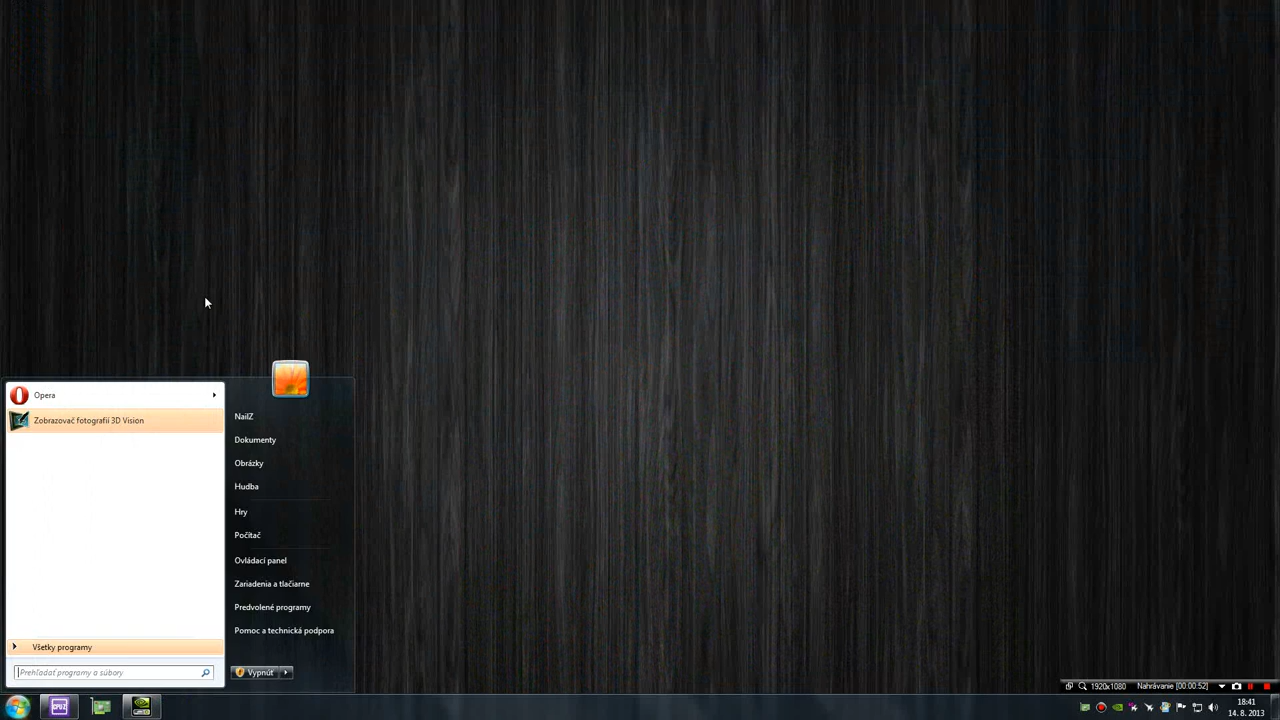 Opera
Zobrazovač fotografií 3D Vision
Všetky programy
Prehľadať programy a súbory
NailZ
Dokumenty
Obrázky
Hudba
Hry
Počítač
Ovládací panel
Zariadenia a tlačiarne
Predvolené programy
Pomoc a technická podpora
Vypnúť
1920x1080 Nahrávanie [00:00:52]
CPUZ
18:41
14. 8. 2013